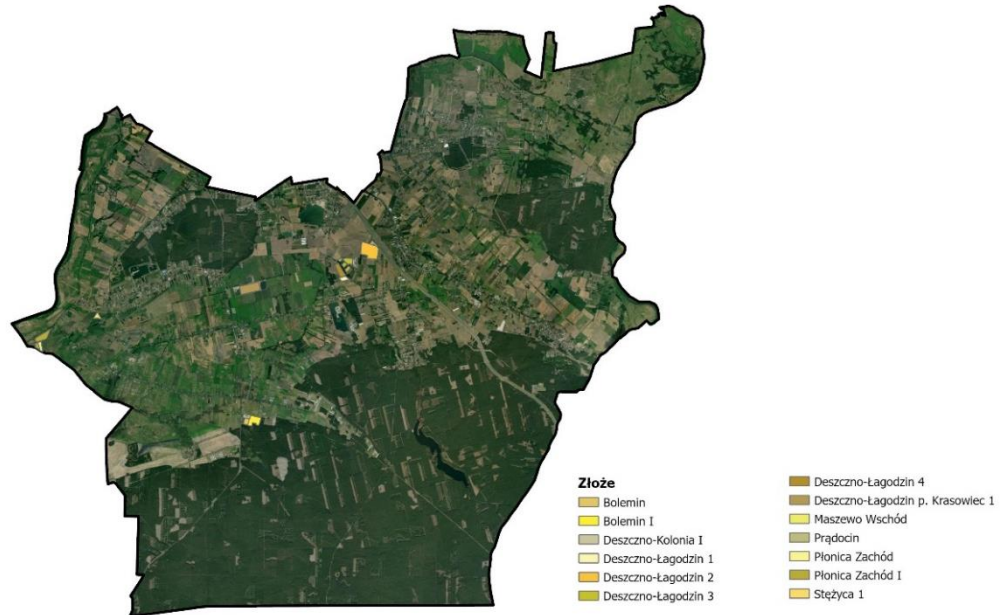 Złoże
Bolemin
Bolemin I
Deszczno-Kolonia I
Deszczno-Łagodzin 1
Deszczno-Łagodzin 2
Deszczno-Łagodzin 3
Deszczno-Łagodzin 4
Deszczno-Łagodzin p. Krasowiec 1
Maszewo Wschód
Prądocin
Płonica Zachód
Płonica Zachód I
Stężyca 1